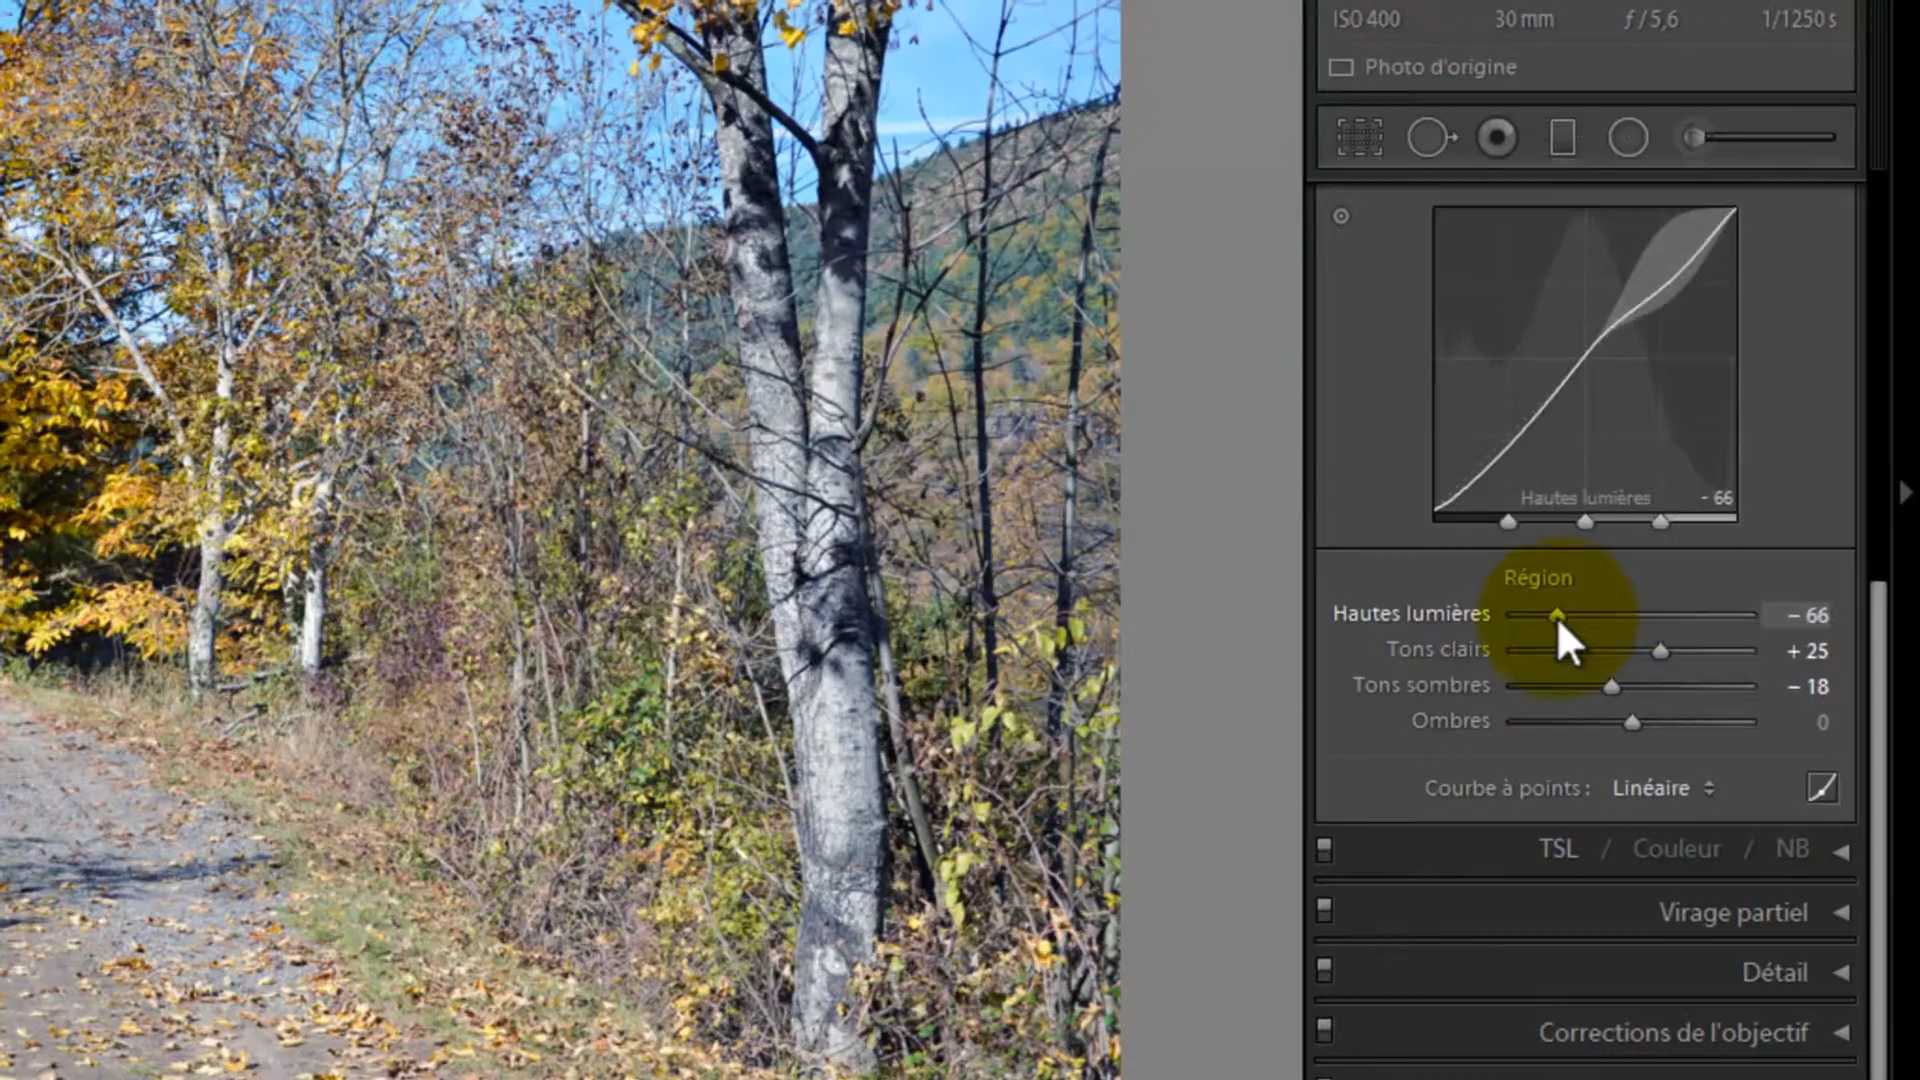 ISO 400 30 mm ƒ / 5,6 1/1250 s
Photo d'origine
Hautes lumières - 66
Région
Hautes lumières - 66
Tons clairs + 25
Tons sombres - 18
Ombres 0
Courbe à points : Linéaire
TSL / Couleur / NB
Virage partiel
Détail
Corrections de l'objectif